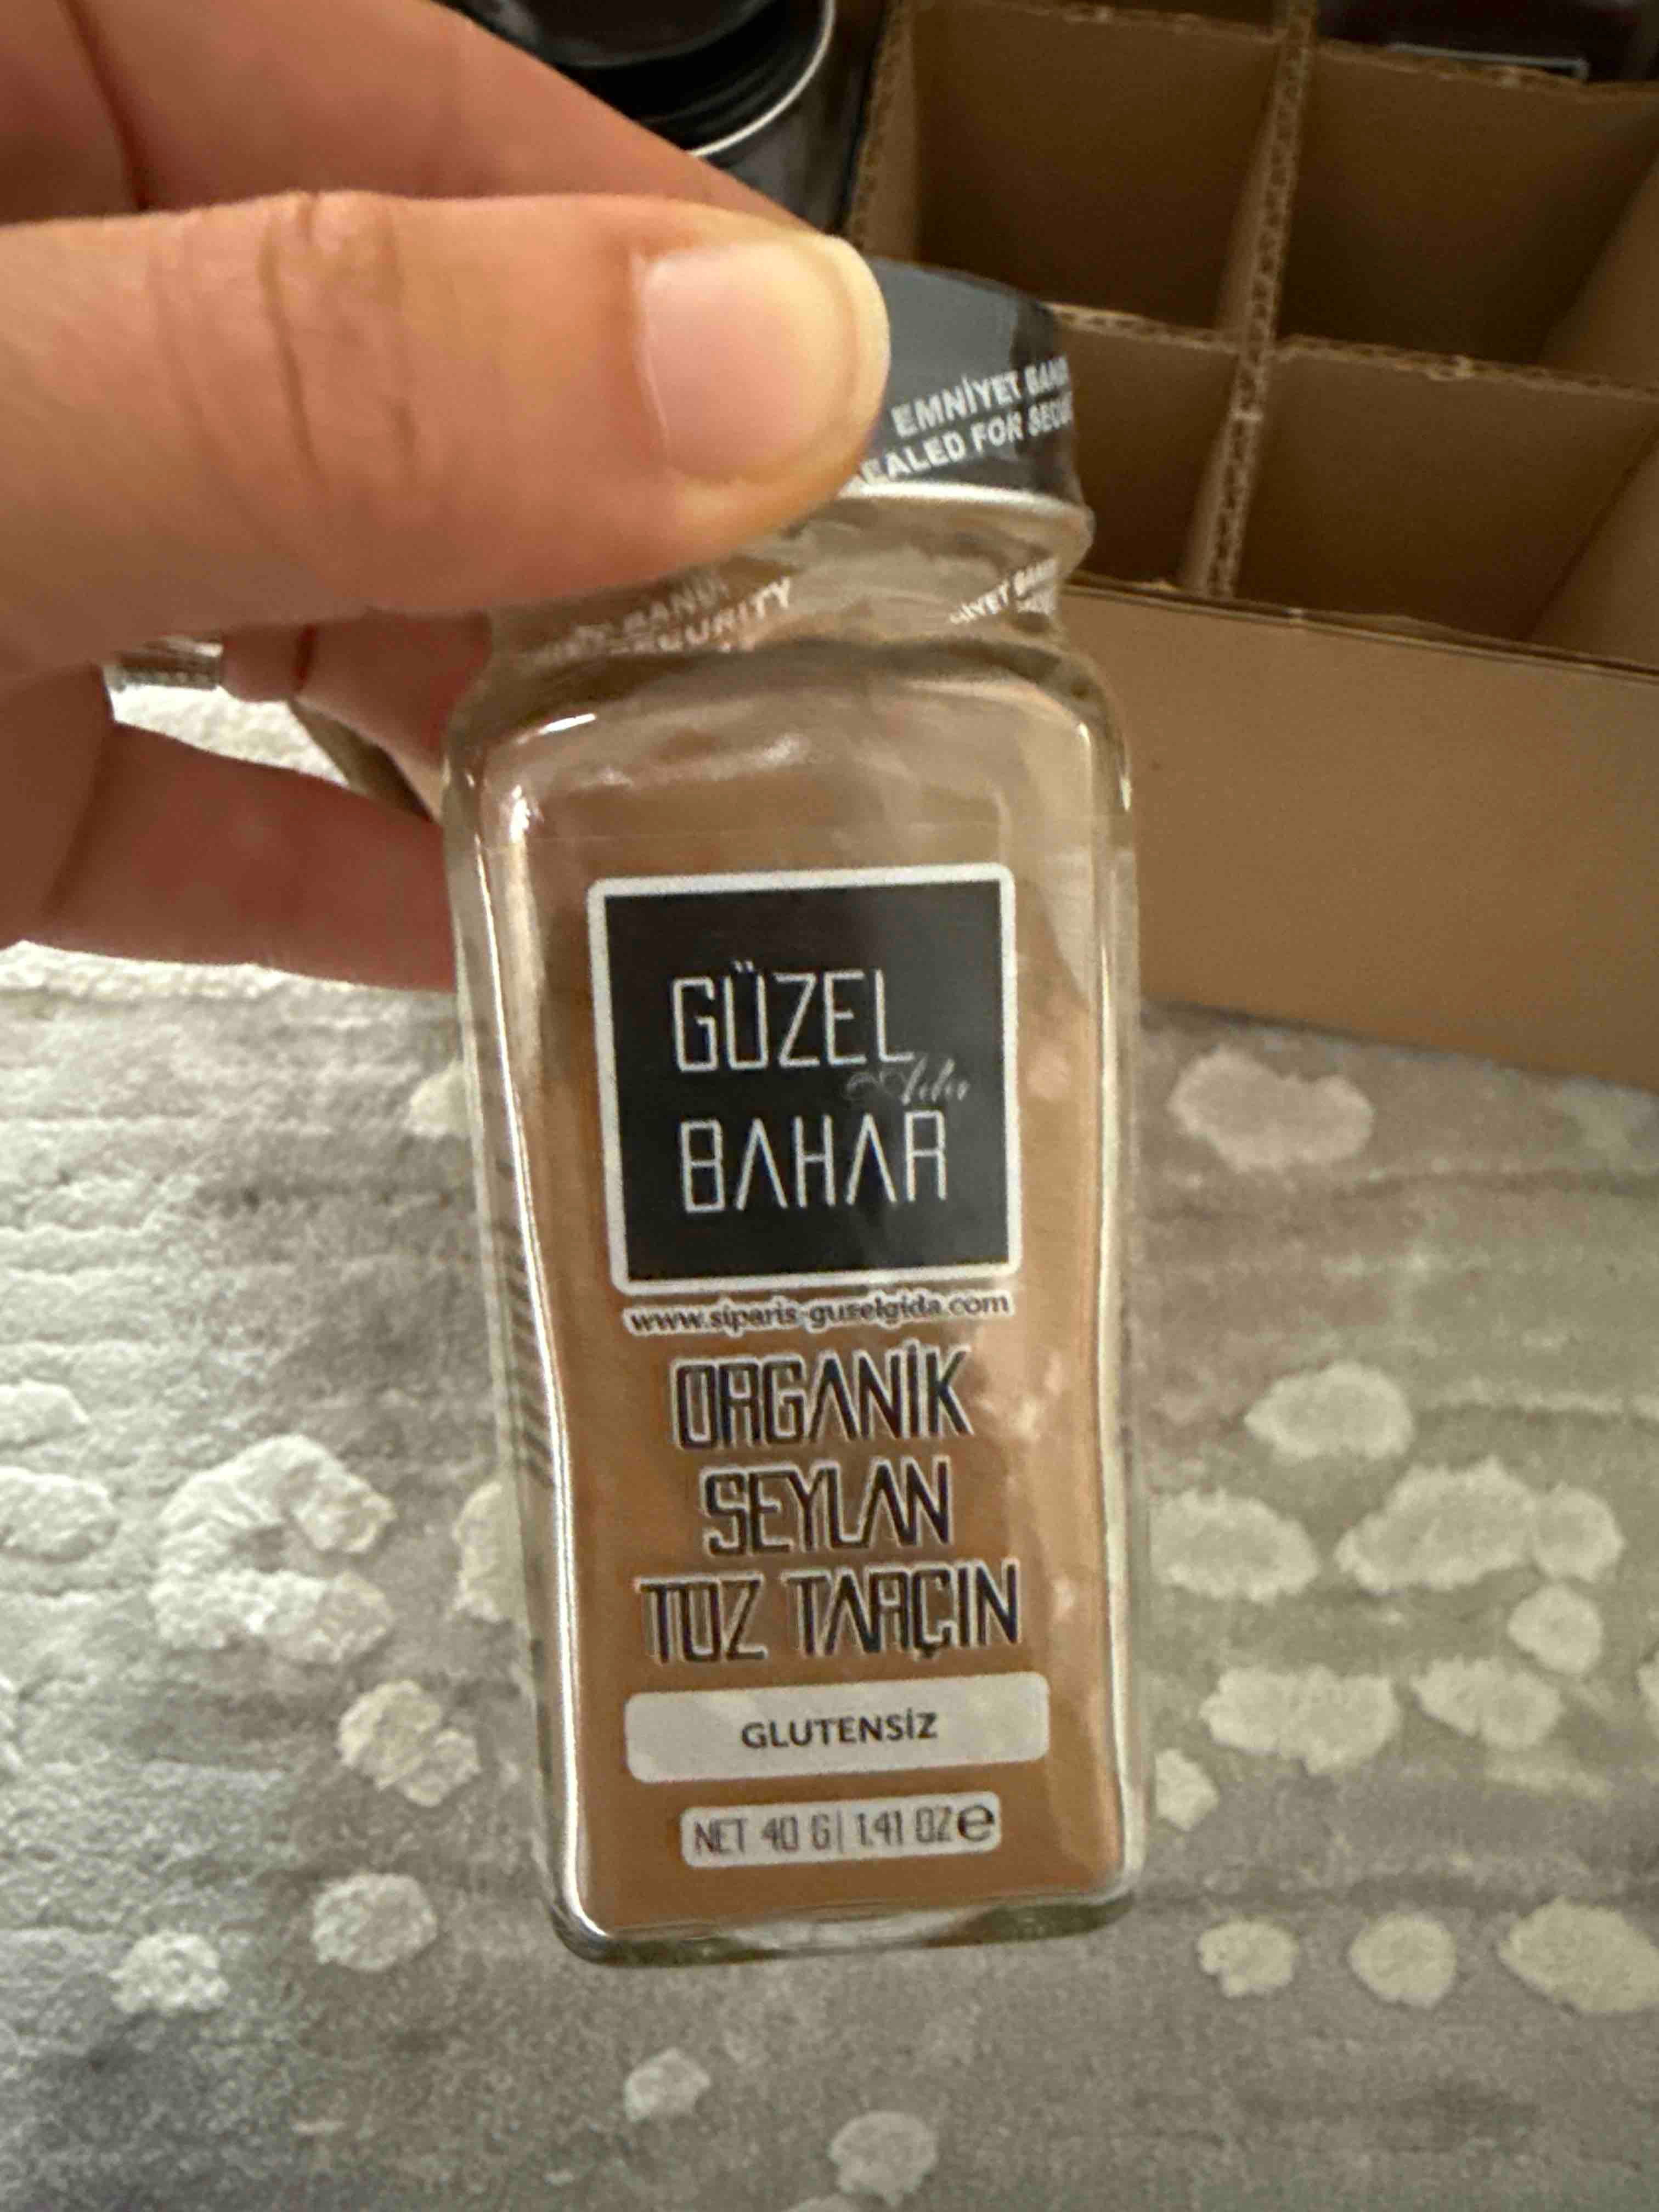 EMNİYET
SEALED FOR
SECURITY
GÜZEL
BAHAR
www.siparis-guzelgida.com
ORGANİK
SEYLAN
TOZ TARÇIN
GLUTENSİZ
NET 40 G| 1.41 OZ e